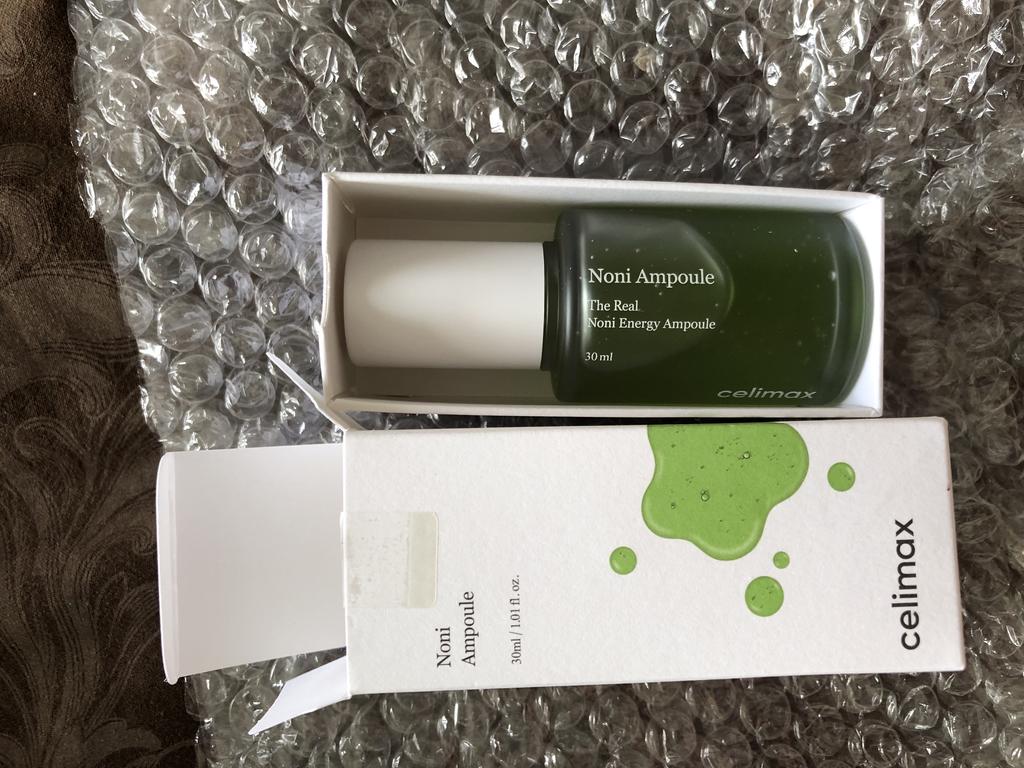 Noni Ampoule
The Real
Noni Energy Ampoule
30 ml
celimax
Noni
Ampoule
30ml / 1.01 fl. oz.
celimax